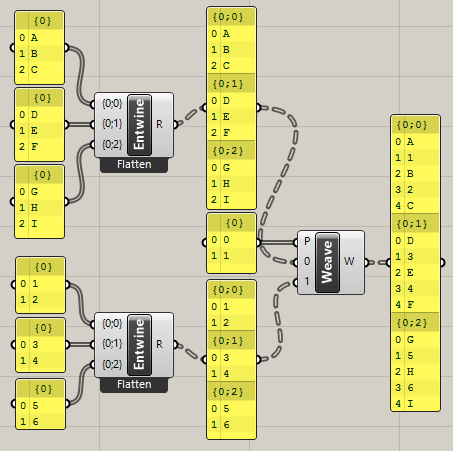 {0}
0 A
1 B
2 C
{0}
0 D
1 E
2 F
{0}
0 G
1 H
2 I
{0;0}
{0;1}
{0;2}
Entwine
R
Flatten
{0;0}
0 A
1 B
2 C
{0;1}
0 D
1 E
2 F
{0;2}
0 G
1 H
2 I
{0}
0 0
1 1
{0}
0 1
1 2
{0}
0 3
1 4
{0}
0 5
1 6
{0;0}
{0;1}
{0;2}
Entwine
R
Flatten
{0;0}
0 1
1 2
{0;1}
0 3
1 4
{0;2}
0 5
1 6
P
0
1
Weave
W
{0;0}
0 A
1 1
2 B
3 2
4 C
{0;1}
0 D
1 3
2 E
3 4
4 F
{0;2}
0 G
1 5
2 H
3 6
4 I